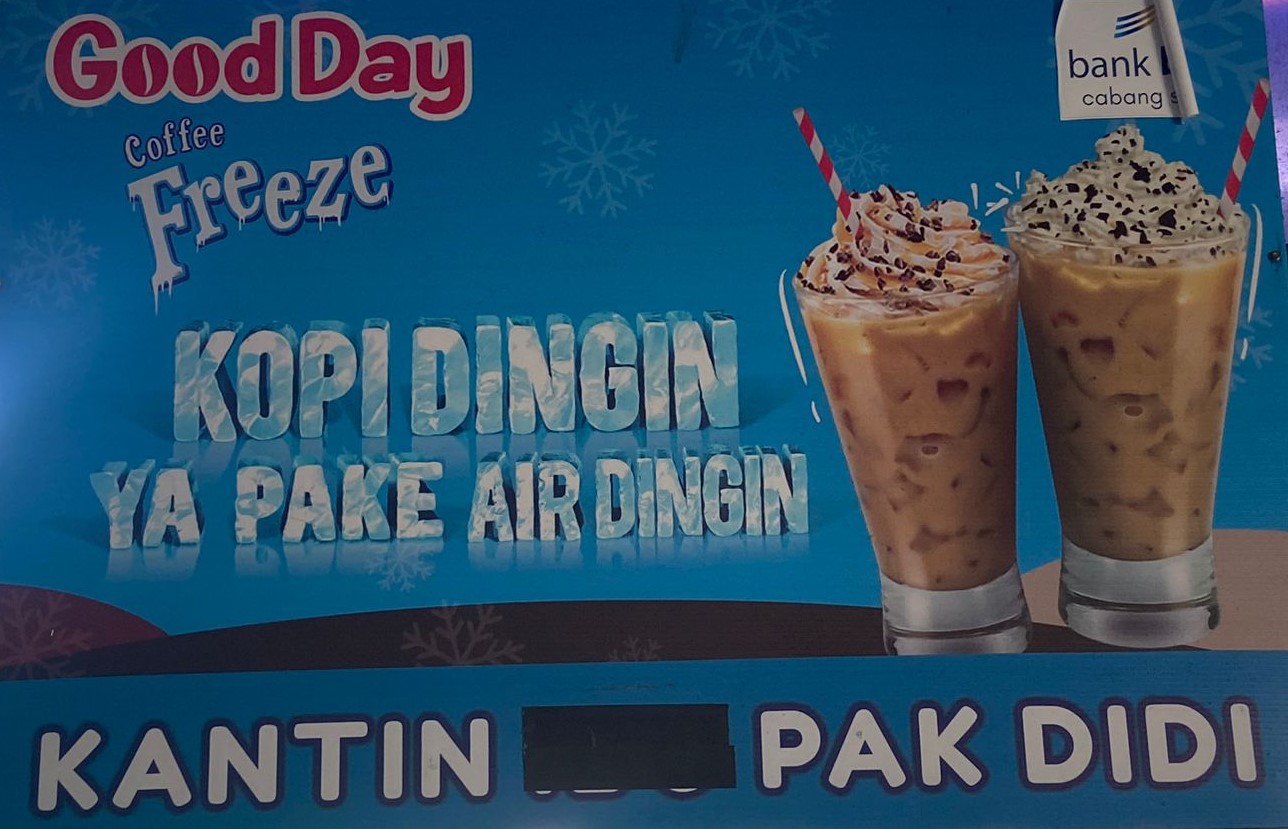 Good Day
Coffee
Freeze
bank
cabang
KOPI DINGIN
YA PAKE AIR DINGIN
KANTIN PAK DIDI